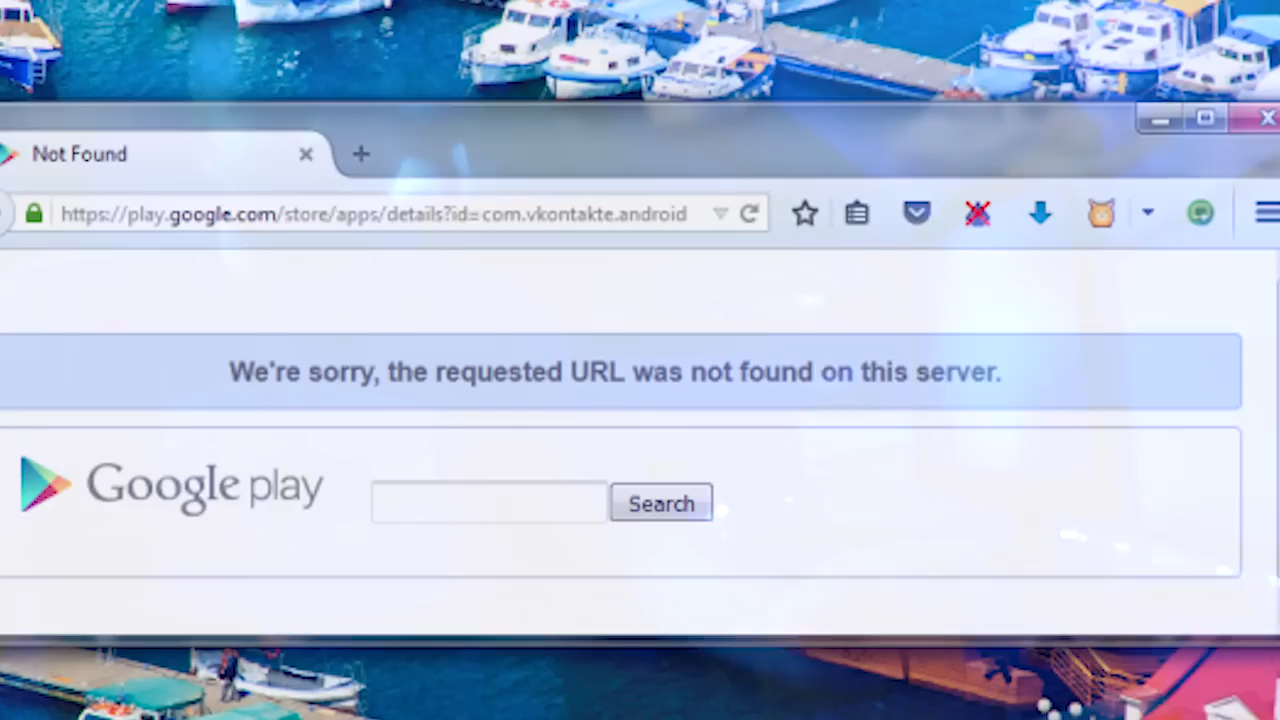 Not Found
https://play.google.com/store/apps/details?id=com.vkontakte.android
We're sorry, the requested URL was not found on this server.
Google play
Search